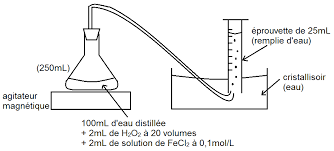 éprouvette de 25mL
(remplie d'eau)
(250mL)
cristallisoir
(eau)
agitateur
magnétique
100mL d'eau distillée
+ 2mL de H₂O₂ à 20 volumes
+ 2mL de solution de FeCl₂ à 0,1mol/L